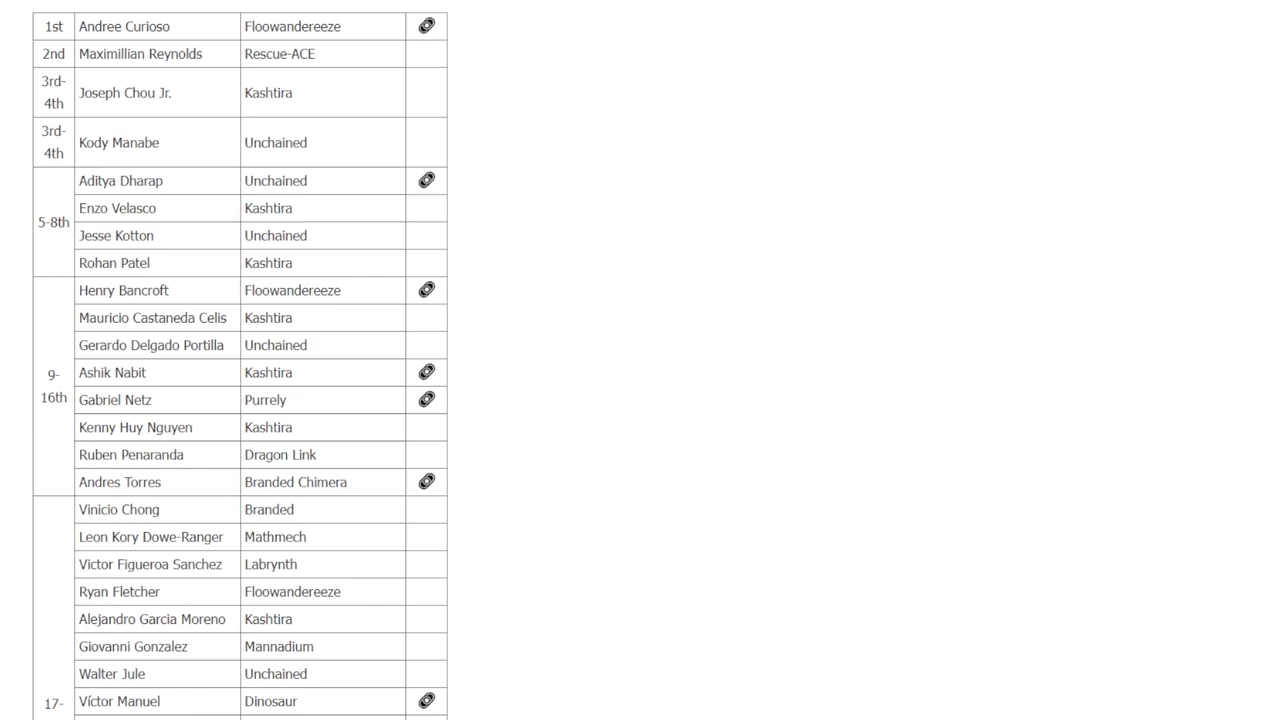 1st Andree Curioso Floowandereeze
2nd Maximillian Reynolds Rescue-ACE
3rd-
4th Joseph Chou Jr. Kashtira
3rd-
4th Kody Manabe Unchained
5-8th
Aditya Dharap Unchained
Enzo Velasco Kashtira
Jesse Kotton Unchained
Rohan Patel Kashtira
9-
16th
Henry Bancroft Floowandereeze
Mauricio Castaneda Celis Kashtira
Gerardo Delgado Portilla Unchained
Ashik Nabit Kashtira
Gabriel Netz Purrely
Kenny Huy Nguyen Kashtira
Ruben Penaranda Dragon Link
Andres Torres Branded Chimera
17-
Vinicio Chong Branded
Leon Kory Dowe-Ranger Mathmech
Victor Figueroa Sanchez Labrynth
Ryan Fletcher Floowandereeze
Alejandro Garcia Moreno Kashtira
Giovanni Gonzalez Mannadium
Walter Jule Unchained
Víctor Manuel Dinosaur